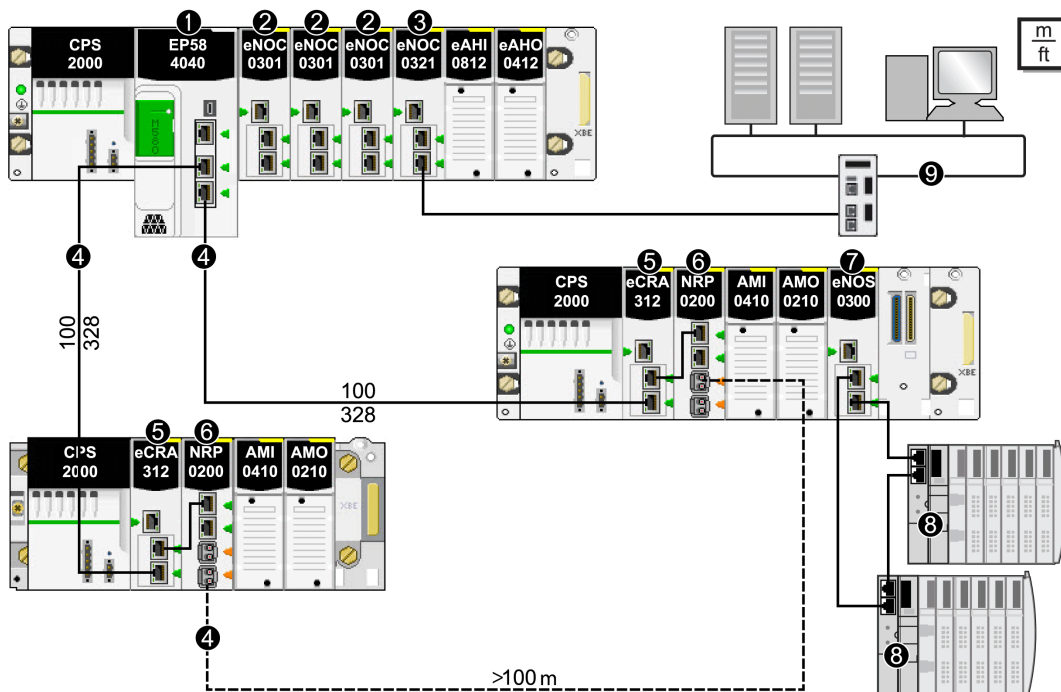 1 2 2 2 3
CPS 2000
EP58 4040
eNOC 0301
eNOC 0301
eNOC 0301
eNOC 0321
eAHI 0812
eAHO 0412
m
ft
XBE
9
4
4
100
328
5 6 7
CPS 2000
eCRA 312
NRP 0200
AMI 0410
AMO 0210
eNOS 0300
XBE
100
328
5 6
CPS 2000
eCRA 312
NRP 0200
AMI 0410
AMO 0210
XBE
8
4
8
>100 m